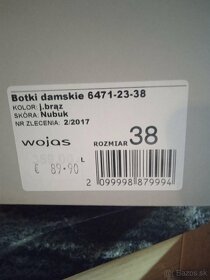 Botki damskie 6471-23-38
KOLOR: j.brąz
SKÓRA: Nubuk
NR ZLECENIA: 2/2017
wojas
ROZMIAR 38
€ 89.90
2 099998 879994
bazos.sk